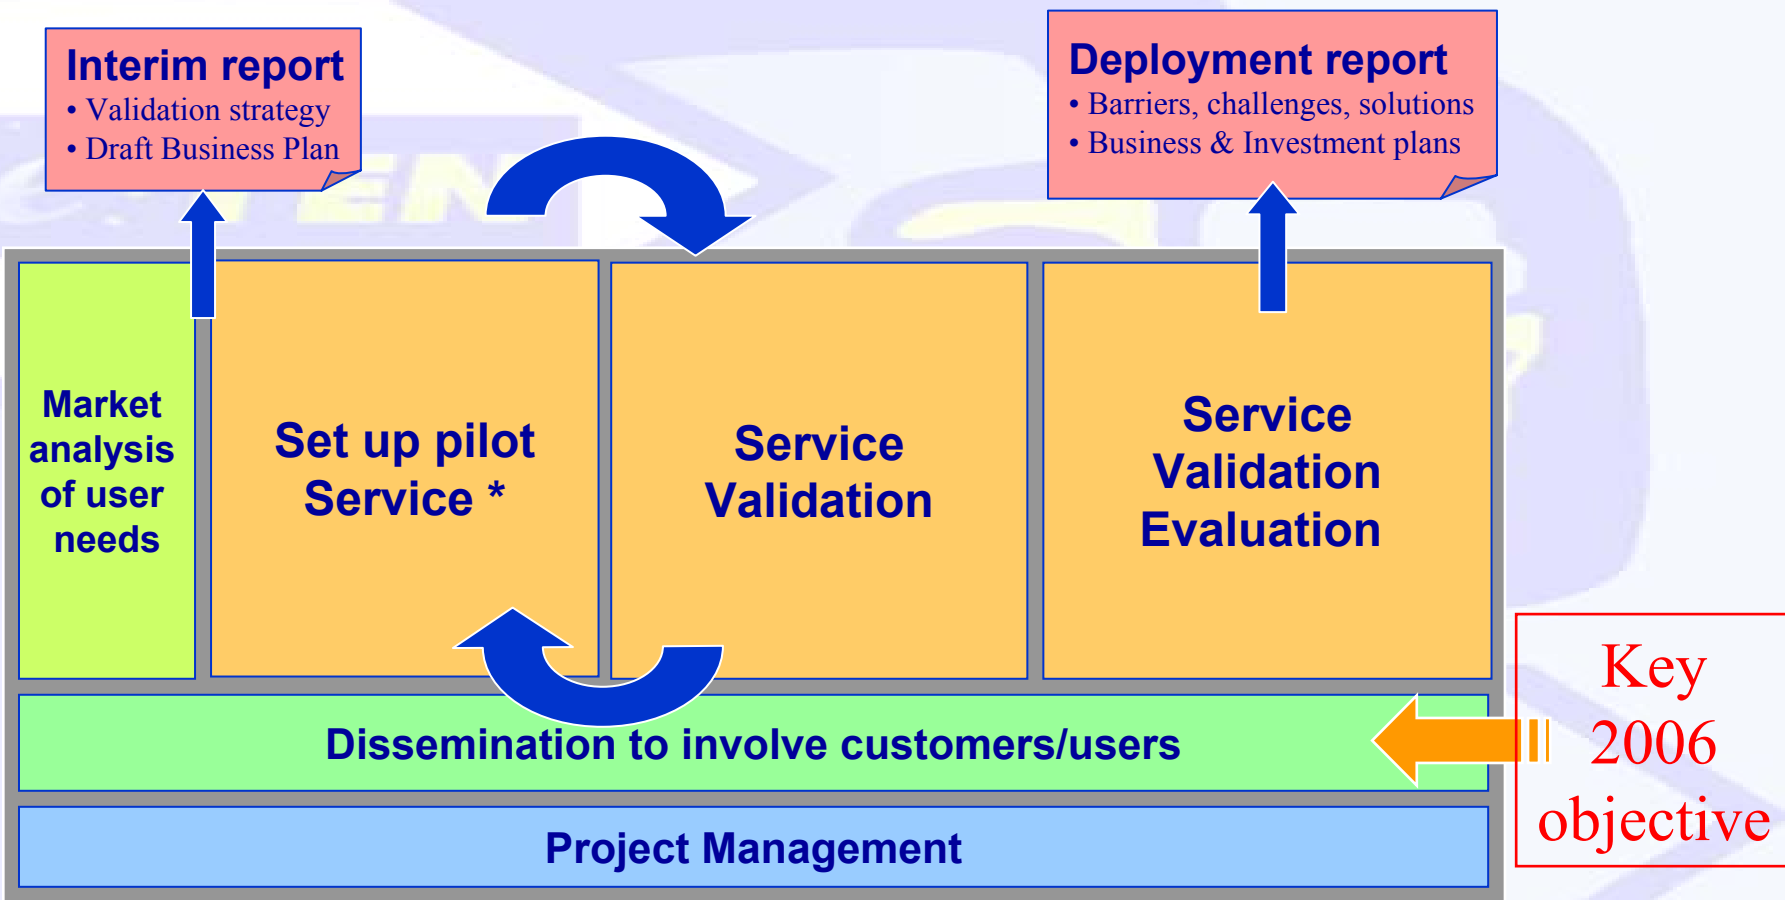 Interim report
• Validation strategy
• Draft Business Plan
Deployment report
• Barriers, challenges, solutions
• Business & Investment plans
Market
analysis
of user
needs
Set up pilot
Service *
Service
Validation
Service
Validation
Evaluation
Dissemination to involve customers/users
Project Management
Key
2006
objective
TEN